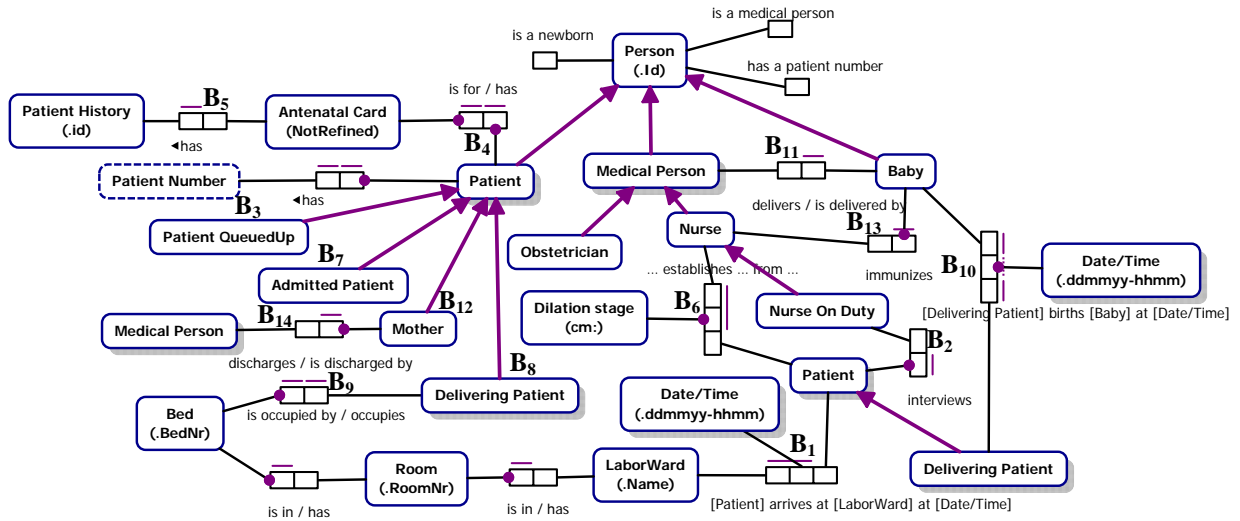 is a medical person
is a newborn
Person
(.Id)
has a patient number
is for / has
Patient History
(.id)
B5
Antenatal Card
(NotRefined)
◄has
B4
B11
Patient Number
Patient
Medical Person
Baby
B3
◄has
delivers / is delivered by
Patient QueuedUp
Nurse
B13
Obstetrician
... establishes ... from ...
immunizes
B10
Date/Time
(.ddmmyy-hhmm)
B7
Admitted Patient
B12
Dilation stage
(cm:)
B6
Nurse On Duty
[Delivering Patient] births [Baby] at [Date/Time]
Medical Person
B14
Mother
B2
discharges / is discharged by
B8
Patient
B9
Delivering Patient
Date/Time
(.ddmmyy-hhmm)
interviews
Bed
(.BedNr)
is occupied by / occupies
B1
Room
(.RoomNr)
LaborWard
(.Name)
Delivering Patient
is in / has
is in / has
[Patient] arrives at [LaborWard] at [Date/Time]